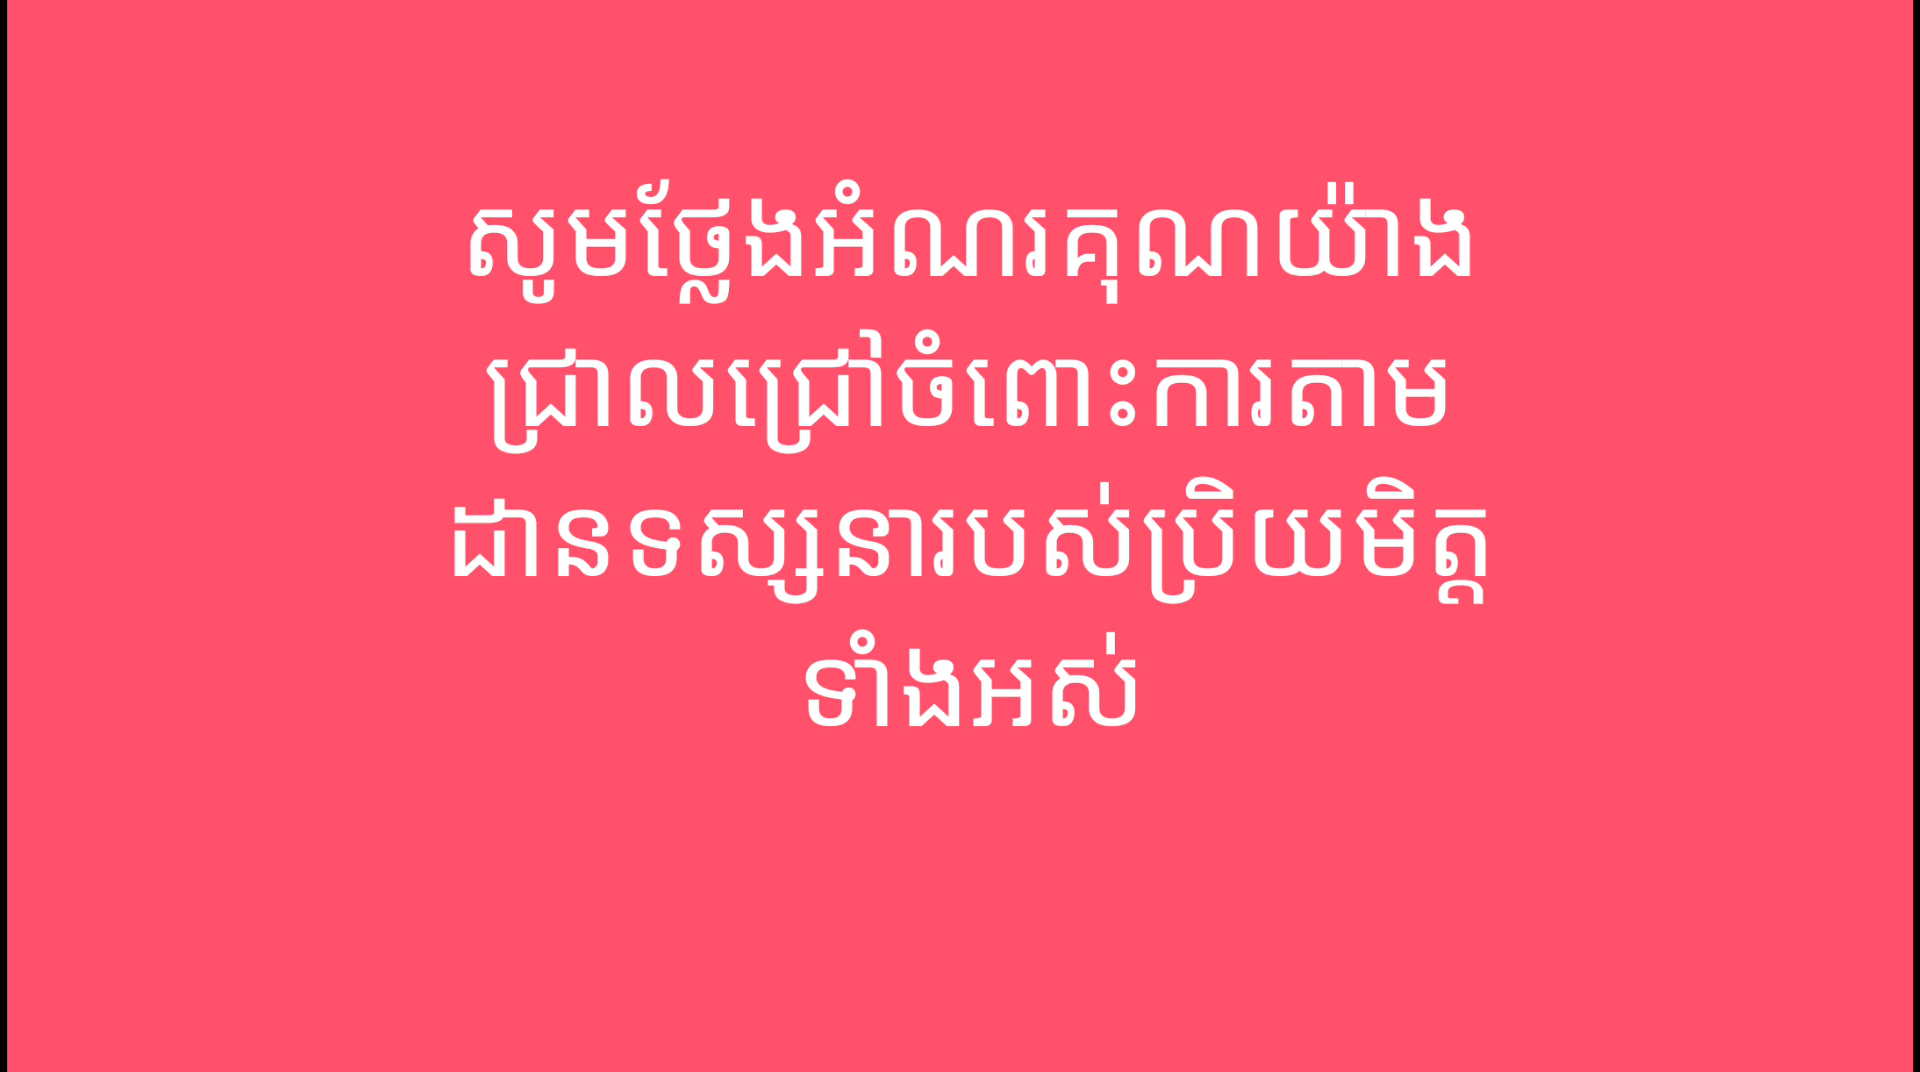 សូមថ្លែងអំណរគុណយ៉ាង
ជ្រាលជ្រៅចំពោះការតាម
ដានទស្សនារបស់ប្រិយមិត្ត
ទាំងអស់